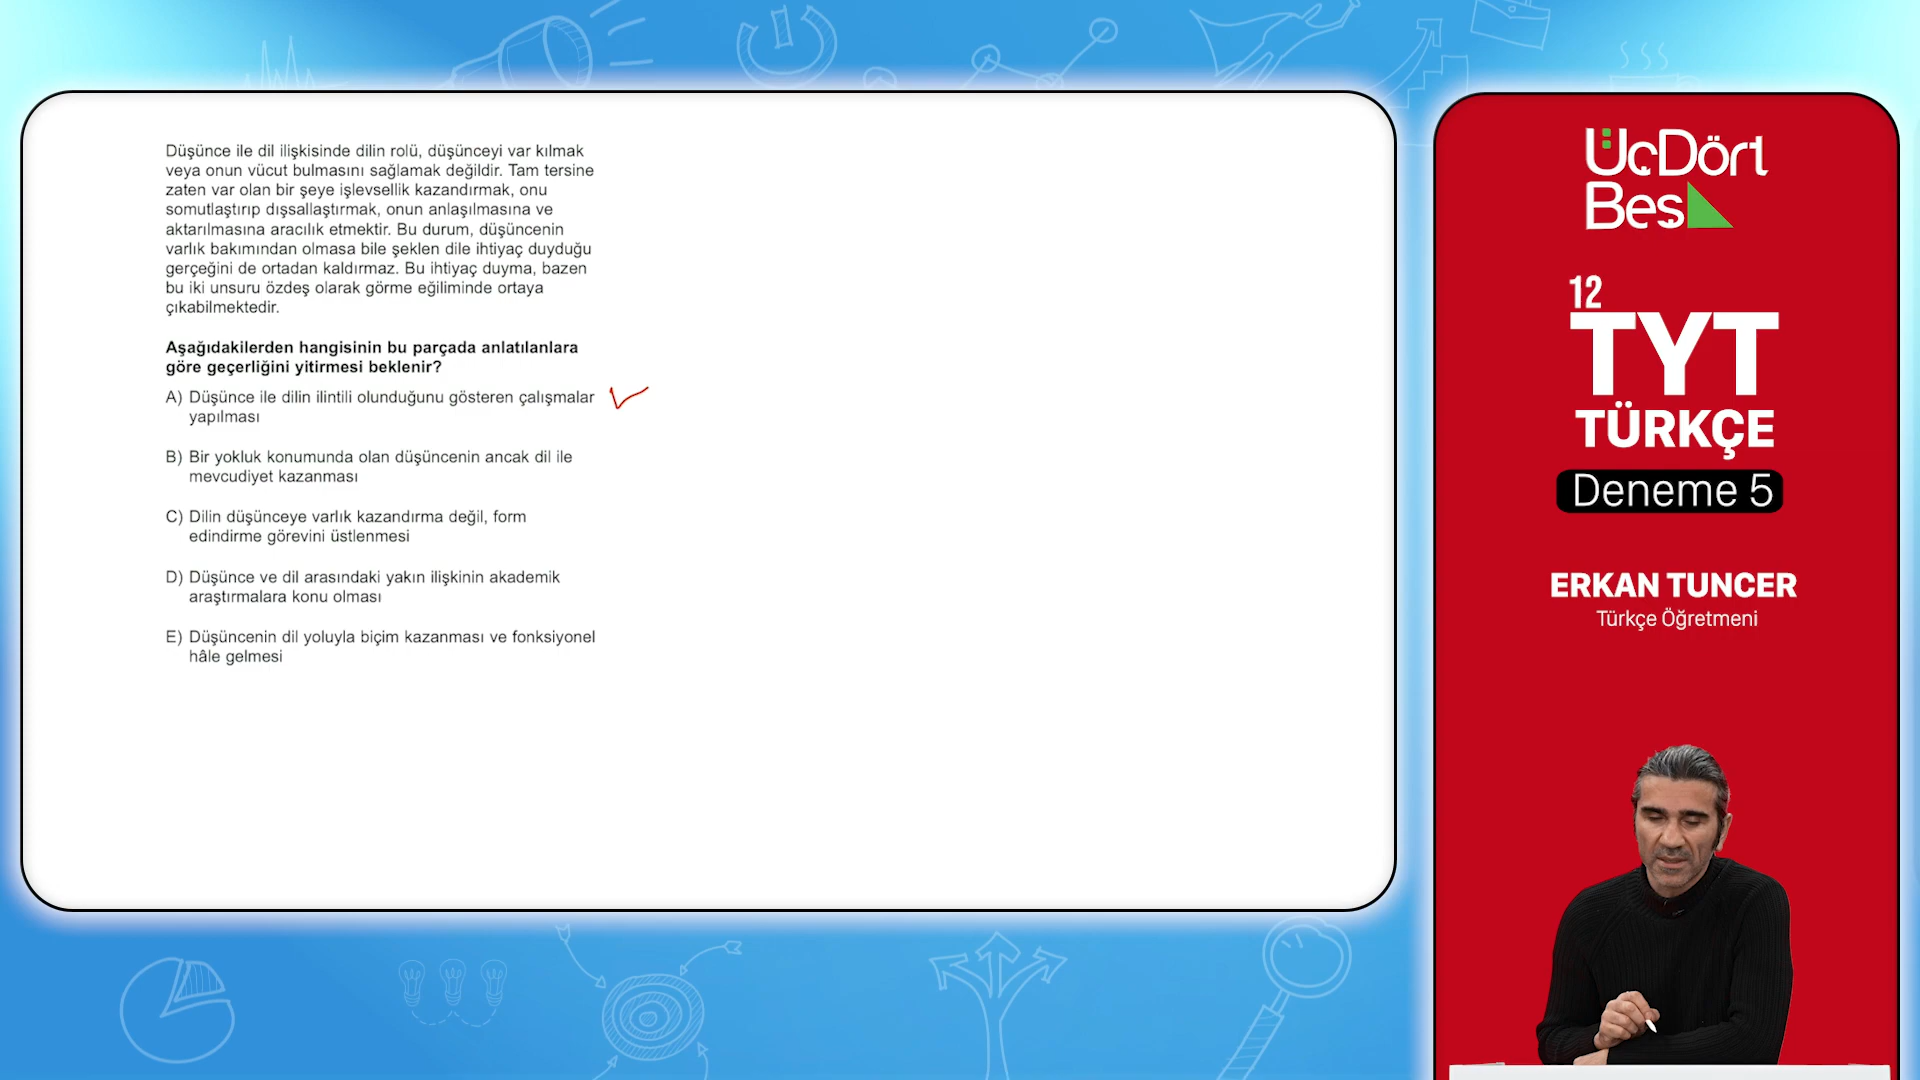 Düşünce ile dil ilişkisinde dilin rolü, düşünceyi var kılmak
veya onun vücut bulmasını sağlamak değildir. Tam tersine
zaten var olan bir şeye işlevsellik kazandırmak, onu
somutlaştırıp dışsallaştırmak, onun anlaşılmasına ve
aktarılmasına aracılık etmektir. Bu durum, düşüncenin
varlık bakımından olmasa bile şeklen dile ihtiyaç duyduğu
gerçeğini de ortadan kaldırmaz. Bu ihtiyaç duyma, bazen
bu iki unsuru özdeş olarak görme eğiliminde ortaya
çıkabilmektedir.
Aşağıdakilerden hangisinin bu parçada anlatılanlara
göre geçerliğini yitirmesi beklenir?
A) Düşünce ile dilin ilintili olunduğunu gösteren çalışmalar
yapılması
B) Bir yokluk konumunda olan düşüncenin ancak dil ile
mevcudiyet kazanması
C) Dilin düşünceye varlık kazandırma değil, form
edindirme görevini üstlenmesi
D) Düşünce ve dil arasındaki yakın ilişkinin akademik
araştırmalara konu olması
E) Düşüncenin dil yoluyla biçim kazanması ve fonksiyonel
hâle gelmesi
ÜçDört
Beş
12
TYT
TÜRKÇE
Deneme 5
ERKAN TUNCER
Türkçe Öğretmeni